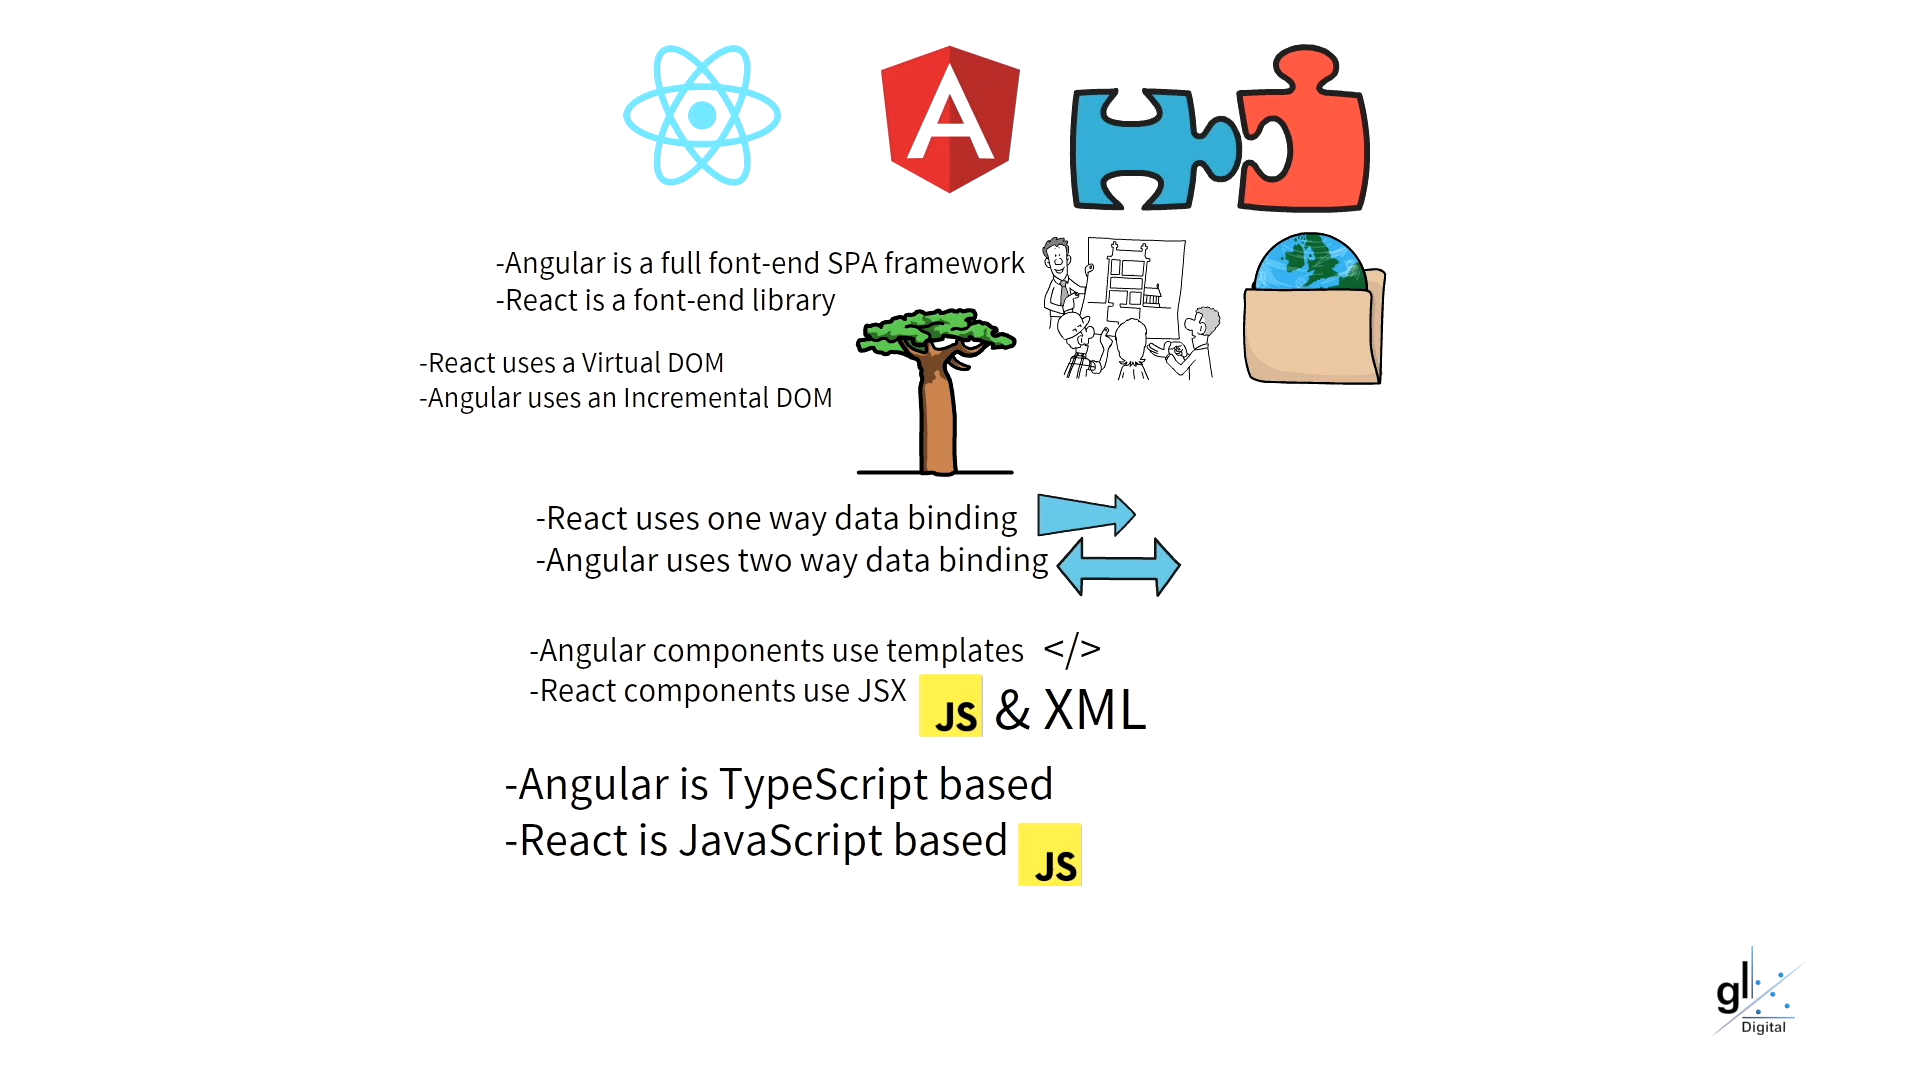 -Angular is a full font-end SPA framework
-React is a font-end library
-React uses a Virtual DOM
-Angular uses an Incremental DOM
-React uses one way data binding
-Angular uses two way data binding
-Angular components use templates </>
-React components use JSX JS & XML
-Angular is TypeScript based
-React is JavaScript based JS
gl
Digital